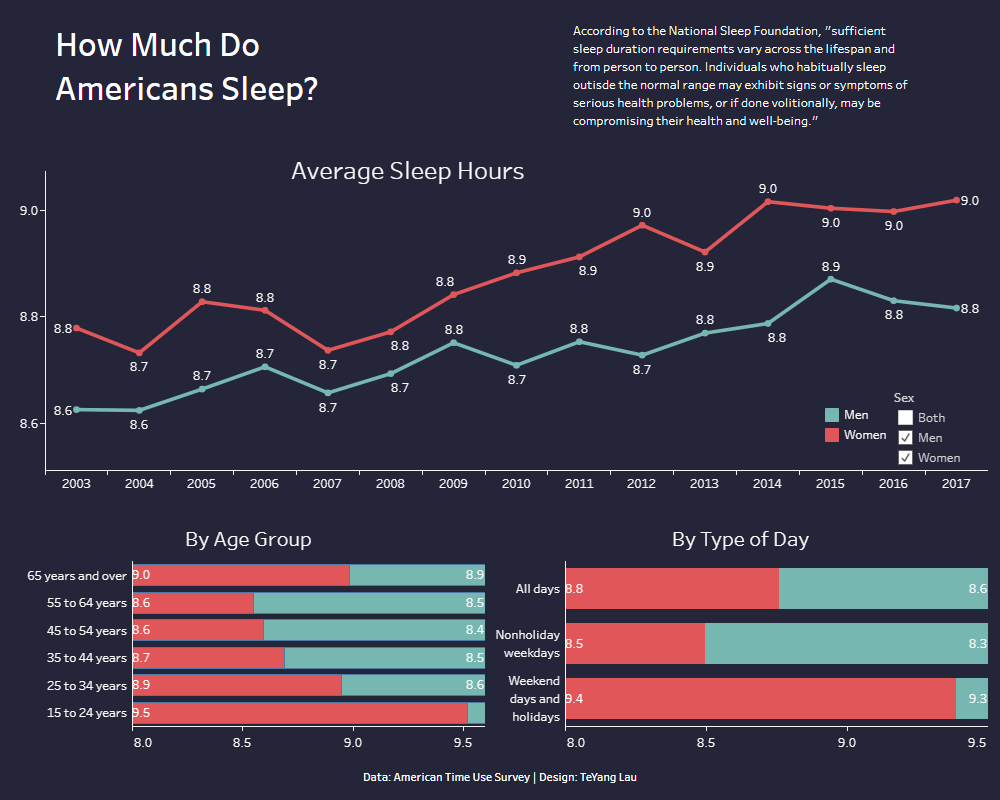 How Much Do
Americans Sleep?
According to the National Sleep Foundation, "sufficient
sleep duration requirements vary across the lifespan and
from person to person. Individuals who habitually sleep
outisde the normal range may exhibit signs or symptoms of
serious health problems, or if done volitionally, may be
compromising their health and well-being."
Average Sleep Hours
9.0
8.8
8.6
8.8 8.7 8.8 8.8 8.7 8.8 8.8 8.9 8.9 9.0 8.9 9.0 9.0 9.0 9.0
8.6 8.6 8.7 8.7 8.7 8.7 8.8 8.7 8.8 8.7 8.8 8.8 8.9 8.8 8.8
Men
Women
Sex
Both
Men
Women
2003 2004 2005 2006 2007 2008 2009 2010 2011 2012 2013 2014 2015 2016 2017
By Age Group
65 years and over 9.0 8.9
55 to 64 years 8.6 8.5
45 to 54 years 8.6 8.4
35 to 44 years 8.7 8.5
25 to 34 years 8.9 8.6
15 to 24 years 9.5
8.0 8.5 9.0 9.5
By Type of Day
All days 8.8 8.6
Nonholiday
weekdays 8.5 8.3
Weekend
days and 9.4 9.3
holidays
8.0 8.5 9.0 9.5
Data: American Time Use Survey | Design: TeYang Lau